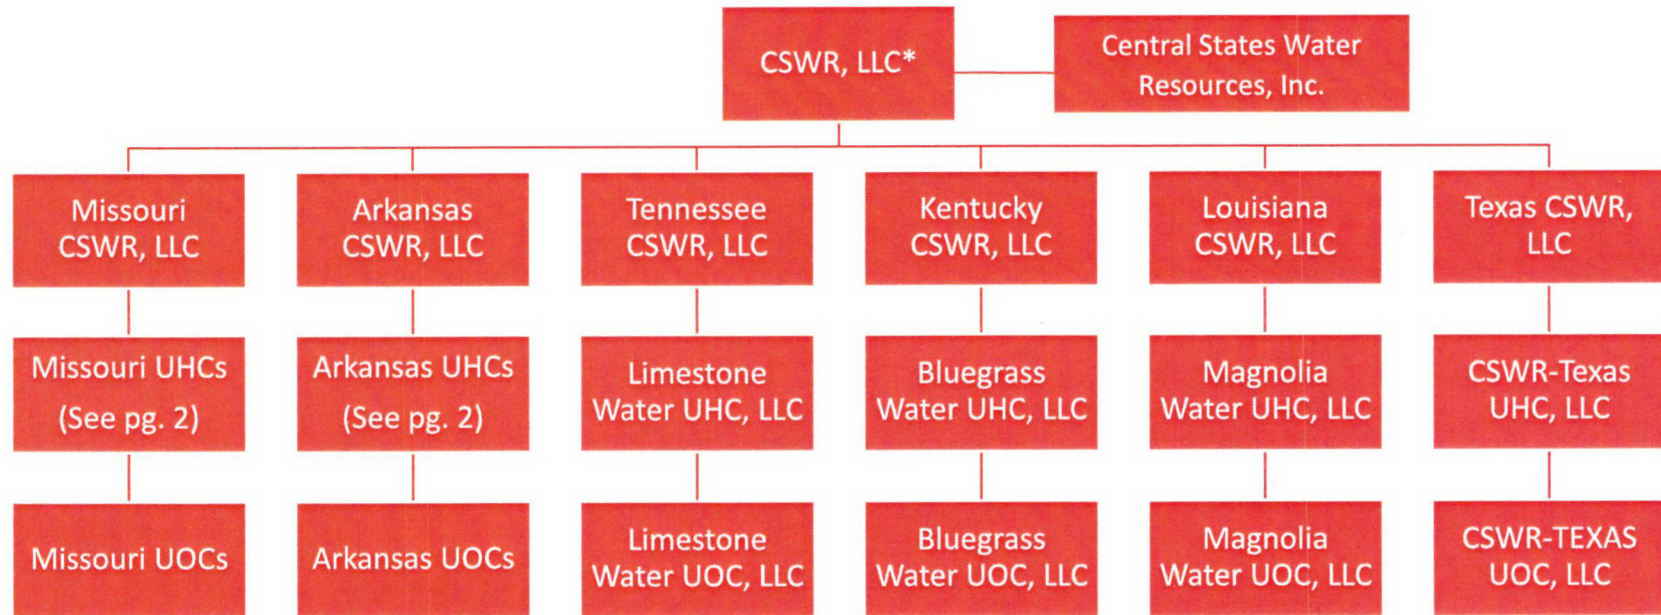 CSWR, LLC*
Central States Water
Resources, Inc.
Missouri
CSWR, LLC
Arkansas
CSWR, LLC
Tennessee
CSWR, LLC
Kentucky
CSWR, LLC
Louisiana
CSWR, LLC
Texas CSWR,
LLC
Missouri UHCs
(See pg. 2)
Arkansas UHCs
(See pg. 2)
Limestone
Water UHC, LLC
Bluegrass
Water UHC, LLC
Magnolia
Water UHC, LLC
CSWR-Texas
UHC, LLC
Missouri UOCs
Arkansas UOCs
Limestone
Water UOC, LLC
Bluegrass
Water UOC, LLC
Magnolia
Water UOC, LLC
CSWR-TEXAS
UOC, LLC